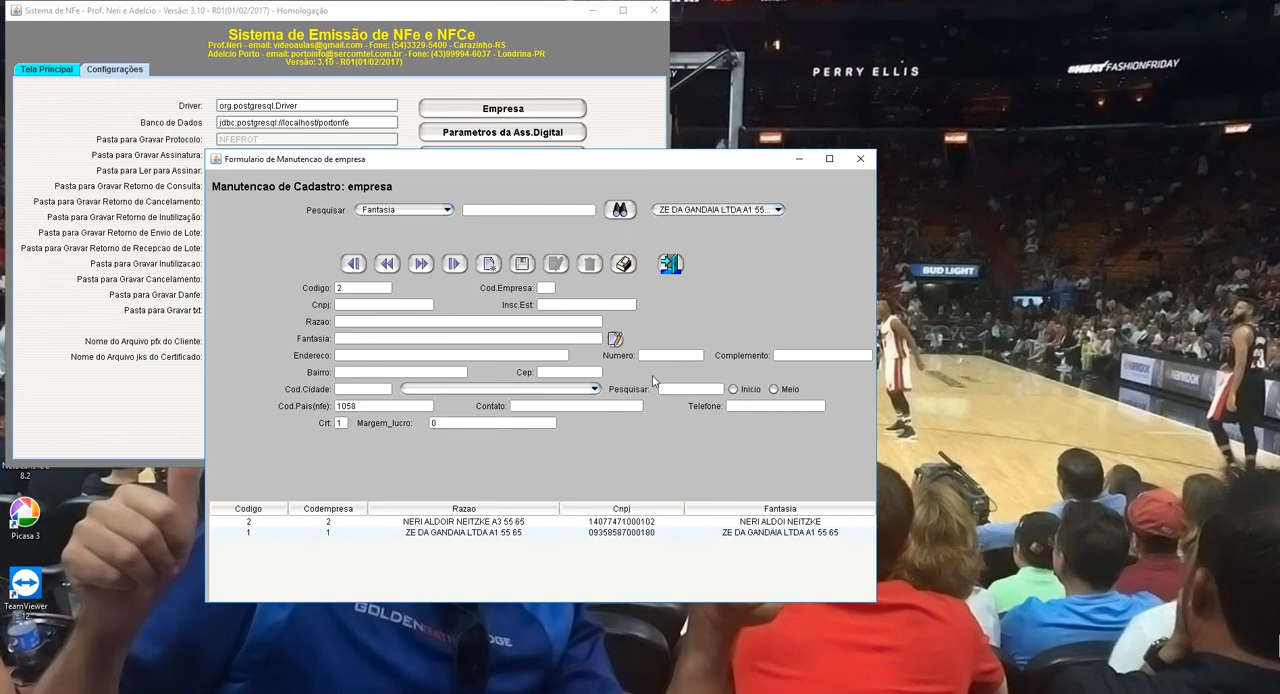 Sistema de NFe - Prof. Neri e Adelcio - Versão: 3.10 - R01(01/02/2017) - Homologação
Sistema de Emissão de NFe e NFCe
Prof.Neri - email: videoaulas@gmail.com - Fone: (54)3329-5400 - Carazinho-RS
Adelcio Porto - email: portoinfo@sercomtel.com.br - Fone: (43)99994-6037 - Londrina-PR
Versão: 3.10 - R01(01/02/2017)
Tela Principal Configurações
Driver: org.postgresql.Driver Empresa
Banco de Dados jdbc:postgresql://localhost/portonfe
Pasta para Gravar Protocolo: NFEPROT Parametros da Ass.Digital
Pasta para Gravar Assinatura:
Pasta para Ler para Assinar:
Pasta para Gravar Retorno de Consulta:
Pasta para Gravar Retorno de Cancelamento:
Pasta para Gravar Retorno de Inutilização:
Pasta para Gravar Retorno de Envio de Lote:
Pasta para Gravar Retorno de Recepcao de Lote:
Pasta para Gravar Inutilizacao:
Pasta para Gravar Cancelamento:
Pasta para Gravar Danfe:
Pasta para Gravar txt:
Nome do Arquivo pfx do Cliente:
Nome do Arquivo jks do Certificado:
Formulario de Manutencao de empresa
Manutencao de Cadastro: empresa
Pesquisar Fantasia ZE DA GANDAIA LTDA A1 55...
Codigo: 2 Cod.Empresa:
Cnpj: Insc.Est:
Razao:
Fantasia:
Endereco: Numero: Complemento:
Bairro: Cep:
Cod.Cidade: Pesquisar: Inicio Meio
Cod.Pais(nfe): 1058 Contato: Telefone:
Crt: 1 Margem_lucro: 0
Codigo Codempresa Razao Cnpj Fantasia
2 2 NERI ALDOIR NEITZKE A3 55 65 14077471000102 NERI ALDOI NEITZKE
1 1 ZE DA GANDAIA LTDA A1 55 65 09358587000180 ZE DA GANDAIA LTDA A1 55 65
8.2
Picasa 3
TeamViewer
12
PERRY ELLIS
#HEATFASHIONFRIDAY
BUD LIGHT